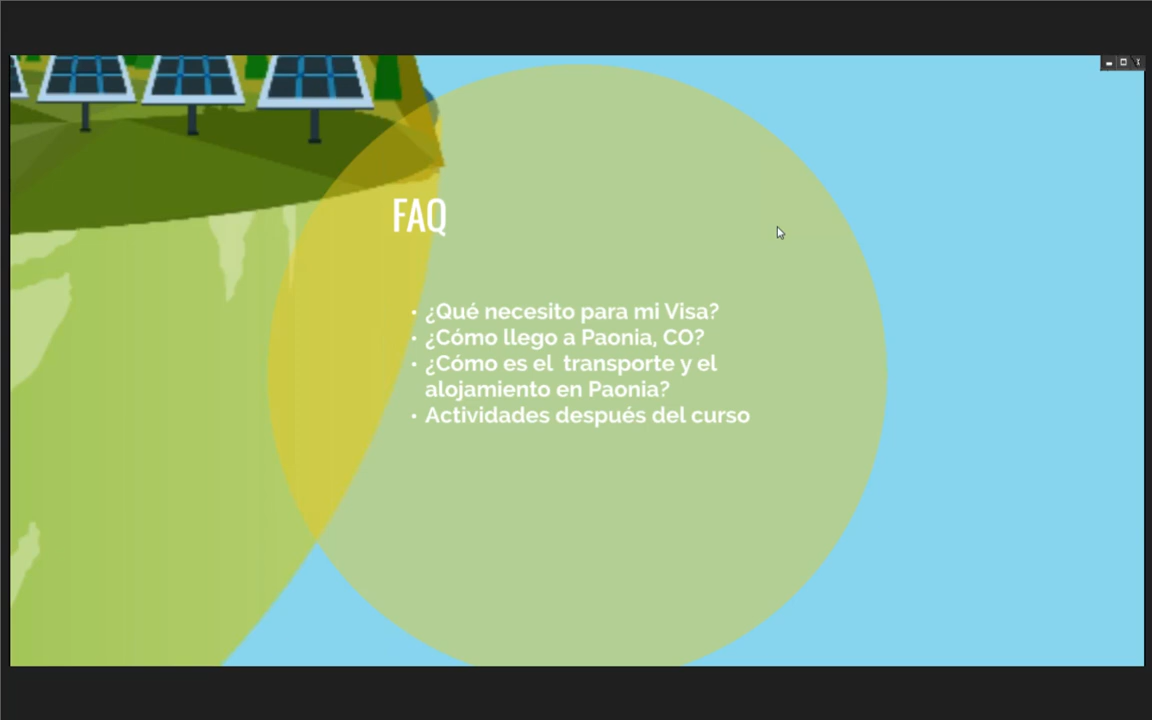 FAQ
• ¿Qué necesito para mi Visa?
• ¿Cómo llego a Paonia, CO?
• ¿Cómo es el  transporte y el
alojamiento en Paonia?
• Actividades después del curso